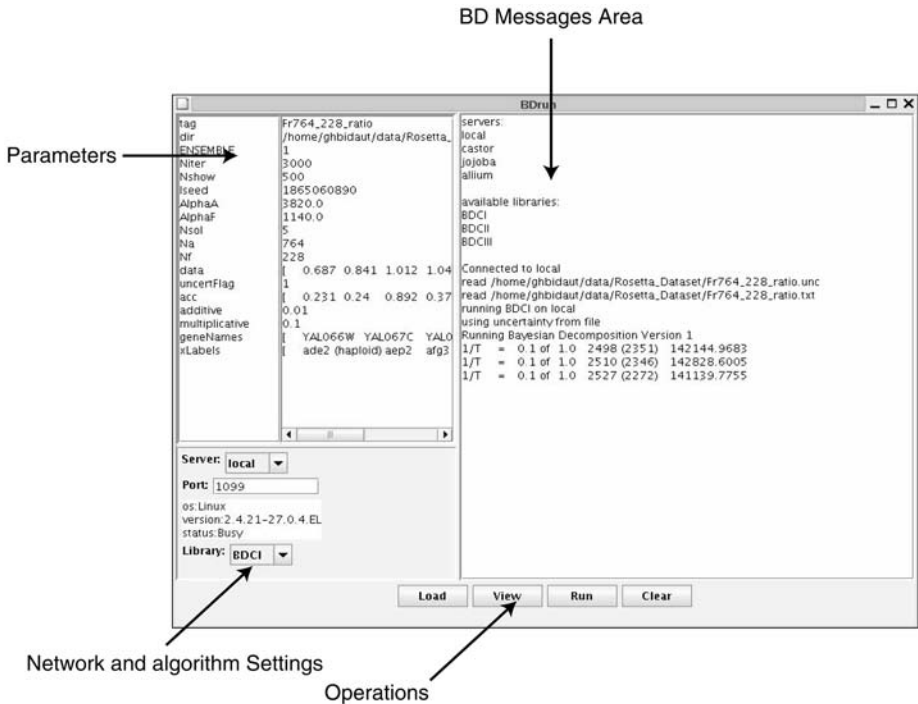 BD Messages Area
BDrun
Parameters
tag Fr764_228_ratio
dir /home/ghbidaut/data/Rosetta_
ENSEMBLE 1
Niter 3000
Nshow 500
Iseed 1865060890
AlphaA 3820.0
AlphaF 1140.0
Nsol 5
Na 764
Nf 228
data [ 0.687 0.841 1.012 1.04
uncertFlag 1
acc [ 0.231 0.24 0.892 0.37
additive 0.01
multiplicative 0.1
geneNames [ YAL066W YAL067C YAL0
xLabels [ ade2 (haploid) aep2 afg3
servers:
local
castor
jojoba
allium
available libraries:
BDCI
BDCII
BDCIII
Connected to local
read /home/ghbidaut/data/Rosetta_Dataset/Fr764_228_ratio.unc
read /home/ghbidaut/data/Rosetta_Dataset/Fr764_228_ratio.txt
running BDCI on local
using uncertainty from file
Running Bayesian Decomposition Version 1
1/T = 0.1 of 1.0 2498 (2351) 142144.9683
1/T = 0.1 of 1.0 2510 (2346) 142828.6005
1/T = 0.1 of 1.0 2527 (2272) 141139.7755
Server: local
Port: 1099
os:Linux
version:2.4.21-27.0.4.EL
status:Busy
Library: BDCI
Load View Run Clear
Network and algorithm Settings
Operations